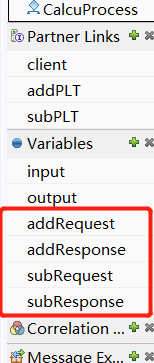 CalcuProcess
Partner Links
client
addPLT
subPLT
Variables
input
output
addRequest
addResponse
subRequest
subResponse
Correlation ...
Message Ex...